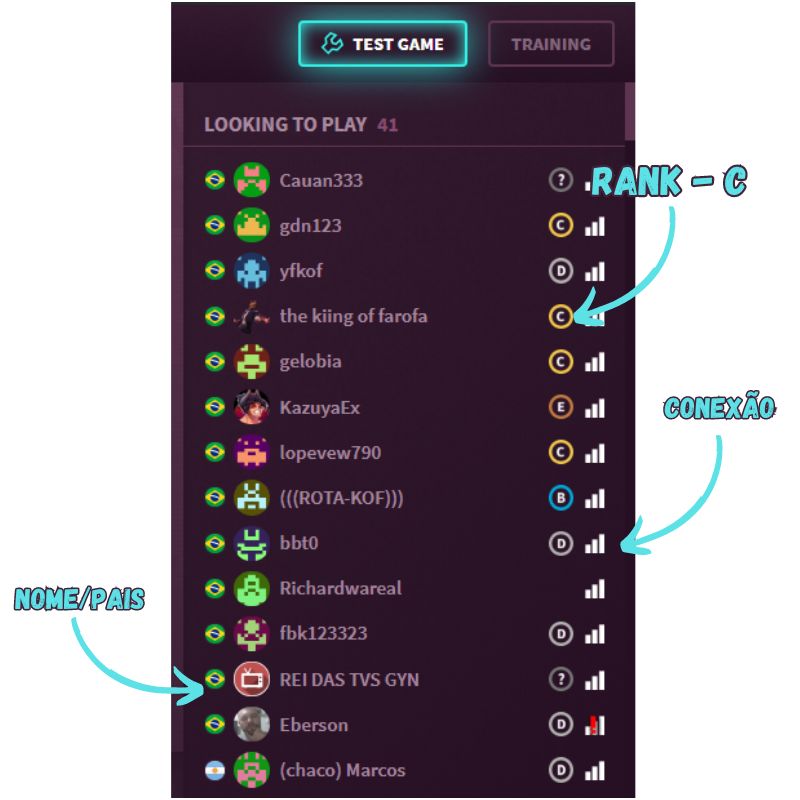 TEST GAME
TRAINING
LOOKING TO PLAY 41
Cauan333 ?
RANK - C
gdn123 C
yfkof D
the kiing of farofa C
gelobia C
KazuyaEx E
CONEXÃO
lopevew790 C
(((ROTA-KOF))) B
bbt0 D
Richardwareal
NOME/PAIS
fbk123323 D
REI DAS TVS GYN ?
Eberson D
(chaco) Marcos D